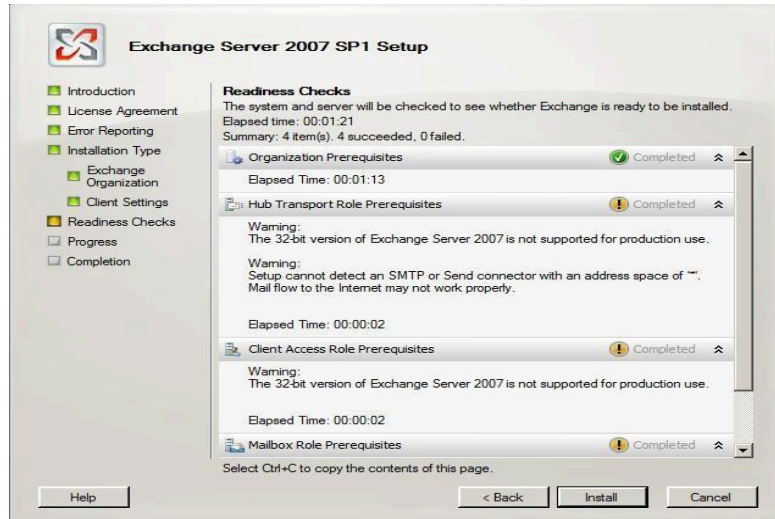 Exchange Server 2007 SP1 Setup
Introduction
License Agreement
Error Reporting
Installation Type
Exchange
Organization
Client Settings
Readiness Checks
Progress
Completion
Readiness Checks
The system and server will be checked to see whether Exchange is ready to be installed.
Elapsed time: 00:01:21
Summary: 4 item(s). 4 succeeded, 0 failed.
Organization Prerequisites Completed
Elapsed Time: 00:01:13
Hub Transport Role Prerequisites Completed
Warning:
The 32-bit version of Exchange Server 2007 is not supported for production use.
Warning:
Setup cannot detect an SMTP or Send connector with an address space of '*'.
Mail flow to the Internet may not work properly.
Elapsed Time: 00:00:02
Client Access Role Prerequisites Completed
Warning:
The 32-bit version of Exchange Server 2007 is not supported for production use.
Elapsed Time: 00:00:02
Mailbox Role Prerequisites Completed
Select Ctrl+C to copy the contents of this page.
Help < Back Install Cancel